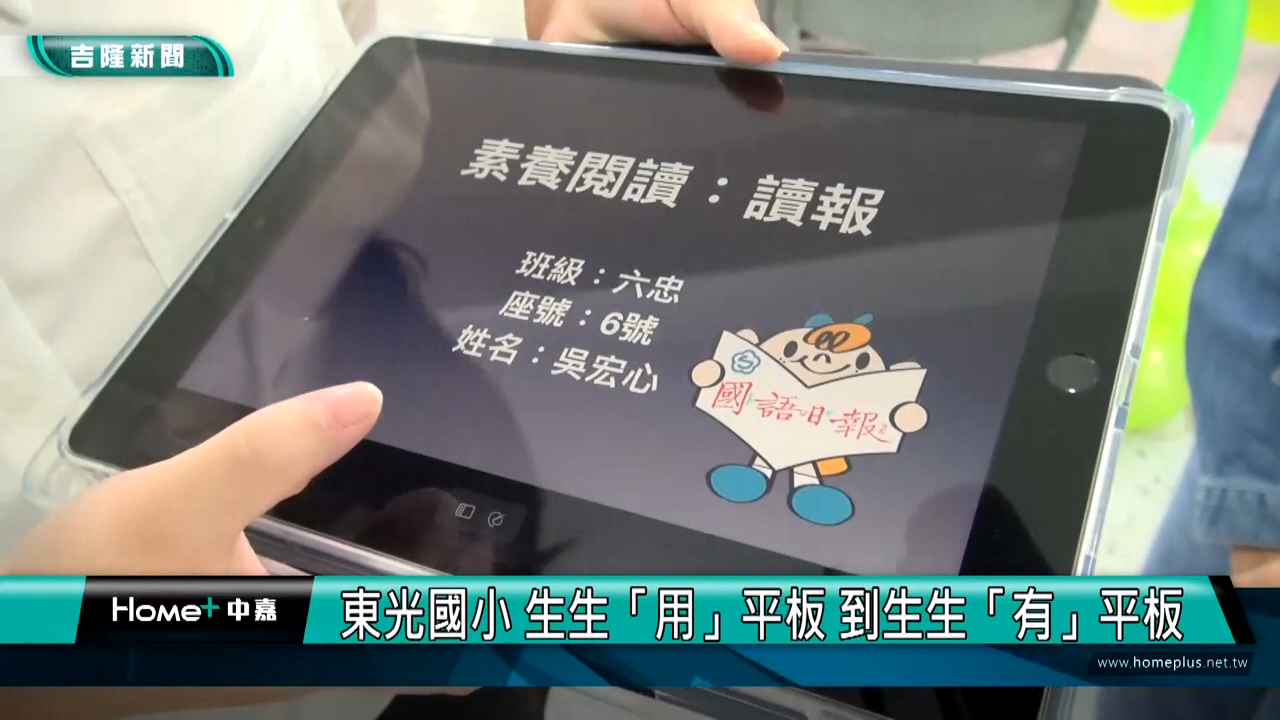 吉隆新聞
素養閱讀：讀報
班級：六忠
座號：6號
姓名：吳宏心
國語日報
Home+ 中嘉
東光國小 生生「用」平板 到生生「有」平板
www.homeplus.net.tw